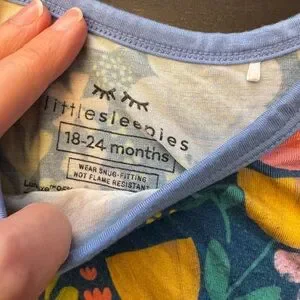 littlesleepies
18-24 months
WEAR SNUG-FITTING
NOT FLAME RESISTANT